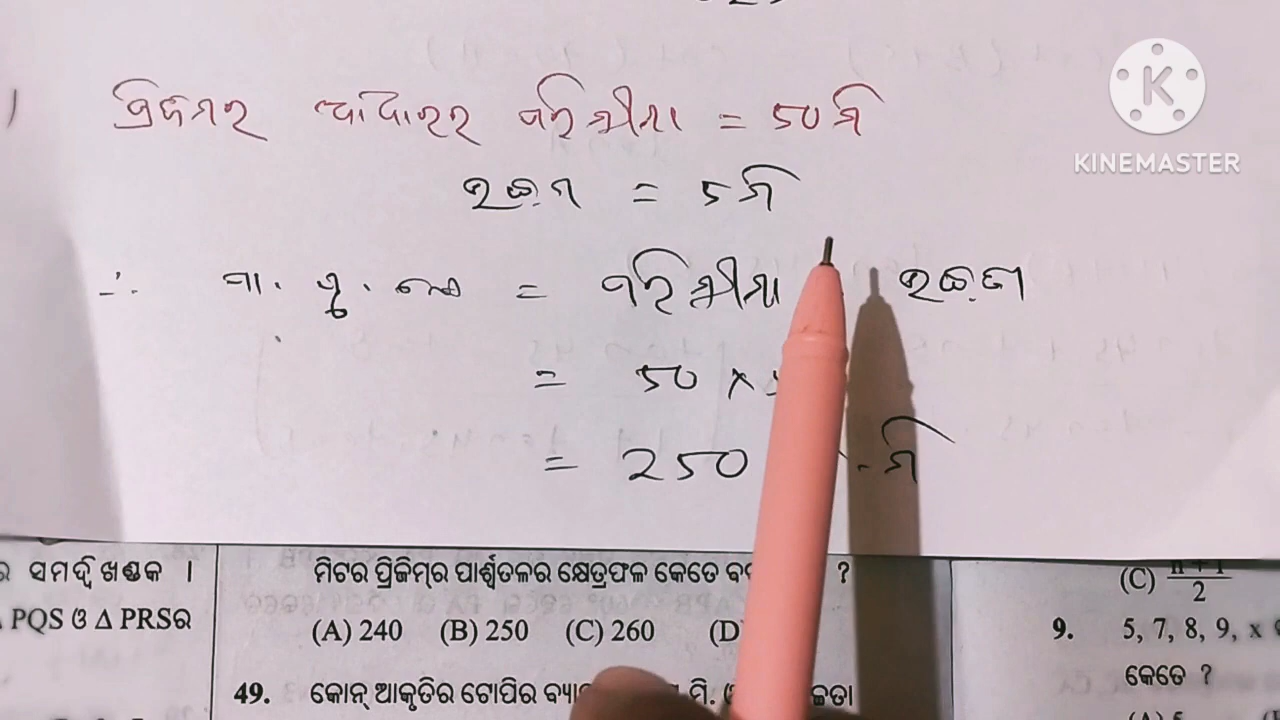 ପ୍ରିଜମର ଆଧାରର ପରିସୀମା = 50 ମି
KINEMASTER
ଉଚ୍ଚତା = 5 ମି
∴ ପା. ପୃ. କ୍ଷେ = ପରିସୀମା ଉଚ୍ଚତା
= 50 ×
= 250 ମି
ର ସମଦ୍ୱିଖଣ୍ଡକ ।
PQS ଓ Δ PRSର
ମିଟର ପ୍ରିଜିମ୍‌ର ପାର୍ଶ୍ୱତଳର କ୍ଷେତ୍ରଫଳ କେତେ ?
(A) 240 (B) 250 (C) 260 (D)
49. କୋନ୍ ଆକୃତିର ଟୋପିର ମି.
(C) n + 1 / 2
9. 5, 7, 8, 9, x
କେତେ ?